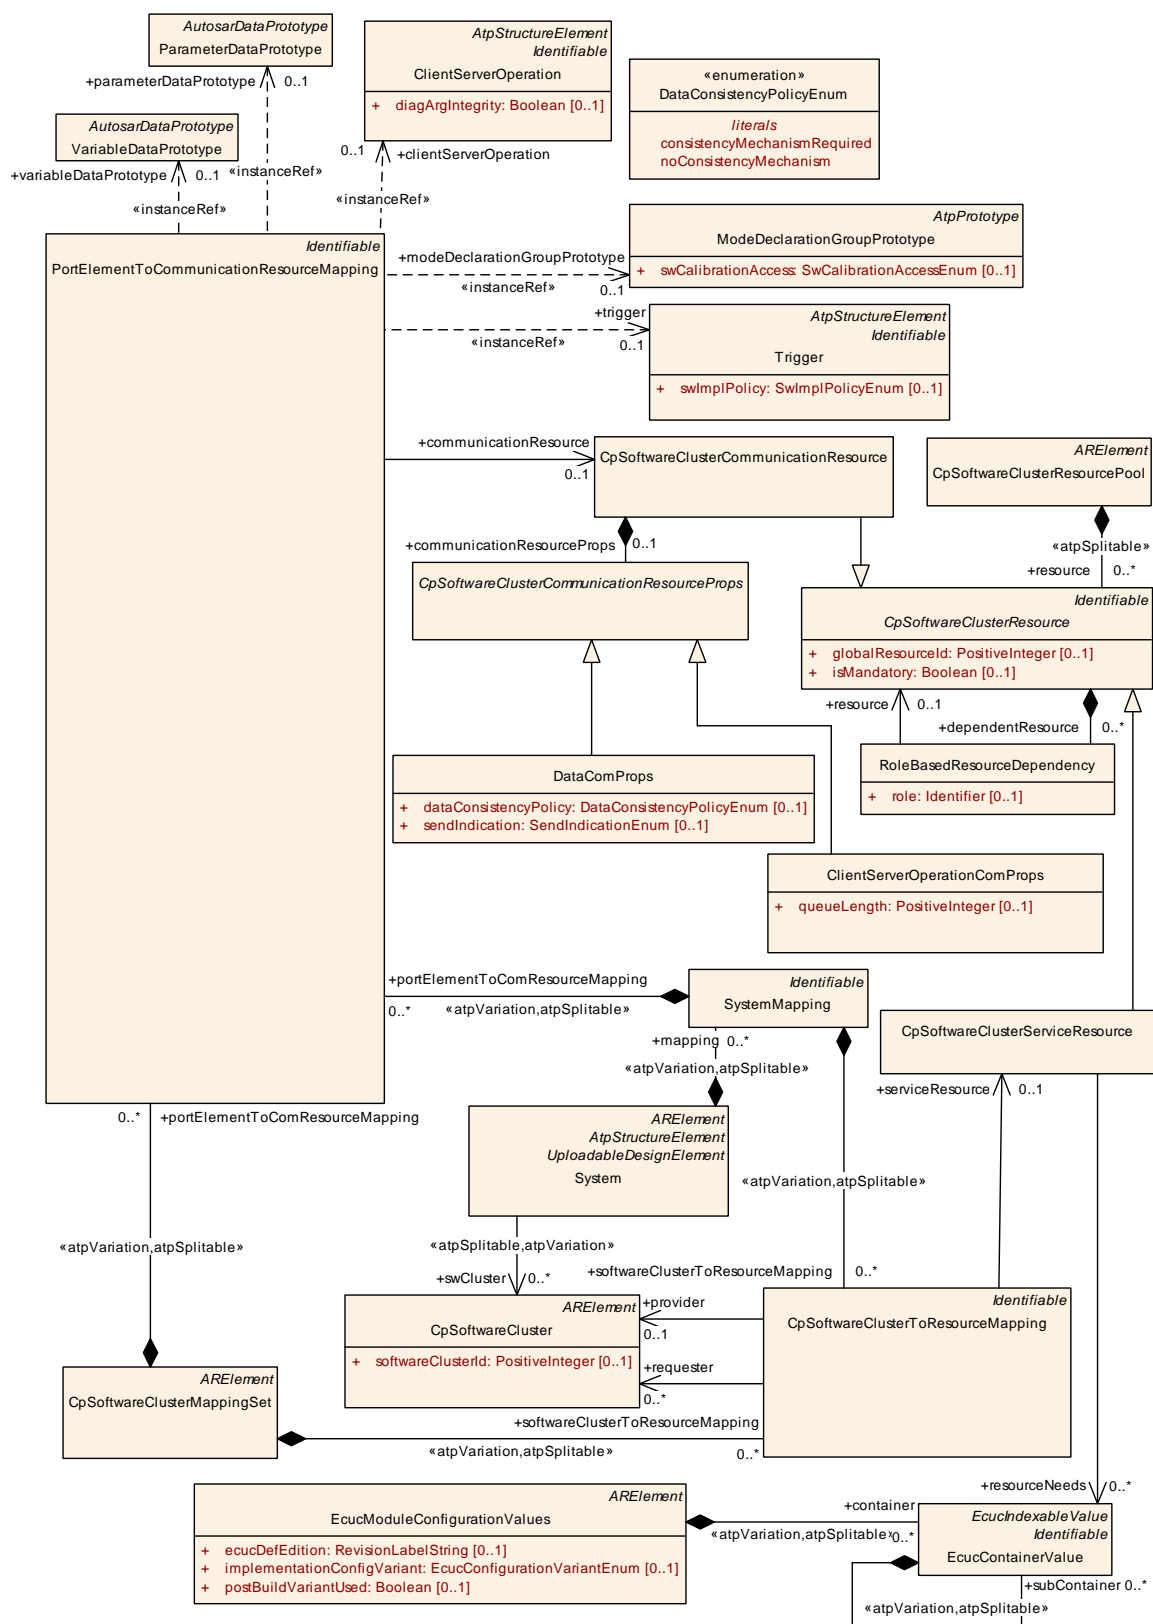 AutosarDataPrototype
ParameterDataPrototype
+parameterDataPrototype
0..1
AutosarDataPrototype
VariableDataPrototype
+variableDataPrototype
0..1
«instanceRef»
«instanceRef»
AtpStructureElement
Identifiable
ClientServerOperation
+ diagArgIntegrity: Boolean [0..1]
0..1
+clientServerOperation
«instanceRef»
«enumeration»
DataConsistencyPolicyEnum
literals
consistencyMechanismRequired
noConsistencyMechanism
Identifiable
PortElementToCommunicationResourceMapping
+modeDeclarationGroupPrototype
«instanceRef»
0..1
AtpPrototype
ModeDeclarationGroupPrototype
+ swCalibrationAccess: SwCalibrationAccessEnum [0..1]
+trigger
«instanceRef»
0..1
AtpStructureElement
Identifiable
Trigger
+ swImplPolicy: SwImplPolicyEnum [0..1]
+communicationResource
0..1
CpSoftwareClusterCommunicationResource
ARElement
CpSoftwareClusterResourcePool
«atpSplitable»
+resource
0..*
+communicationResourceProps
0..1
CpSoftwareClusterCommunicationResourceProps
Identifiable
CpSoftwareClusterResource
+ globalResourceId: PositiveInteger [0..1]
+ isMandatory: Boolean [0..1]
+resource
0..1
+dependentResource
0..*
RoleBasedResourceDependency
+ role: Identifier [0..1]
DataComProps
+ dataConsistencyPolicy: DataConsistencyPolicyEnum [0..1]
+ sendIndication: SendIndicationEnum [0..1]
ClientServerOperationComProps
+ queueLength: PositiveInteger [0..1]
+portElementToComResourceMapping
0..*
«atpVariation,atpSplitable»
Identifiable
SystemMapping
+mapping
0..*
«atpVariation,atpSplitable»
CpSoftwareClusterServiceResource
+serviceResource
0..1
0..*
+portElementToComResourceMapping
ARElement
AtpStructureElement
UploadableDesignElement
System
«atpVariation,atpSplitable»
«atpVariation,atpSplitable»
«atpSplitable,atpVariation»
+swCluster
0..*
+softwareClusterToResourceMapping
0..*
ARElement
CpSoftwareCluster
+ softwareClusterId: PositiveInteger [0..1]
+provider
0..1
+requester
0..*
Identifiable
CpSoftwareClusterToResourceMapping
ARElement
CpSoftwareClusterMappingSet
+softwareClusterToResourceMapping
«atpVariation,atpSplitable»
0..*
+resourceNeeds
0..*
ARElement
EcucModuleConfigurationValues
+ ecucDefEdition: RevisionLabelString [0..1]
+ implementationConfigVariant: EcucConfigurationVariantEnum [0..1]
+ postBuildVariantUsed: Boolean [0..1]
+container
«atpVariation,atpSplitable»
0..*
EcucIndexableValue
Identifiable
EcucContainerValue
+subContainer
0..*
«atpVariation,atpSplitable»